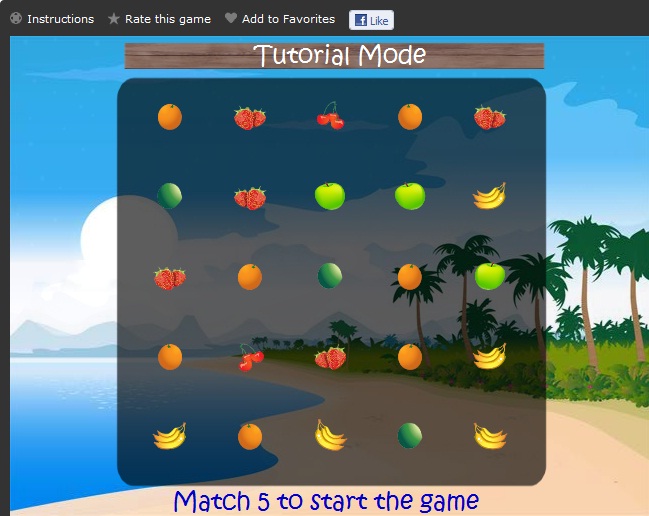 Instructions Rate this game Add to Favorites Like
Tutorial Mode
Match 5 to start the game